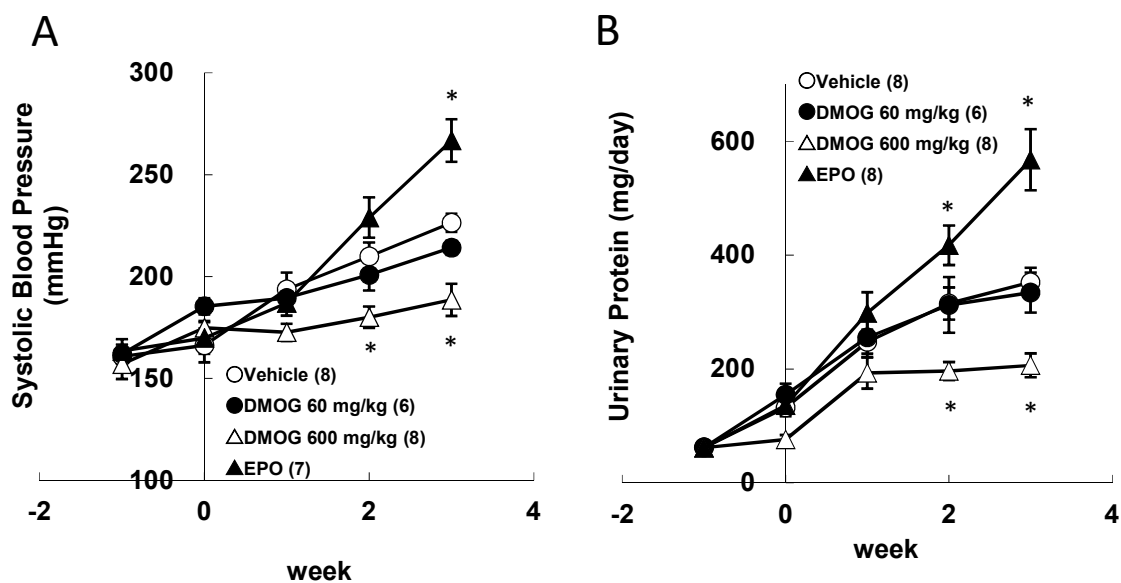 A
Systolic Blood Pressure
(mmHg)
300
250
200
150
100
*
*
*
Vehicle (8)
DMOG 60 mg/kg (6)
DMOG 600 mg/kg (8)
EPO (7)
-2
0
2
4
week
B
Urinary Protein (mg/day)
600
400
200
0
Vehicle (8)
DMOG 60 mg/kg (6)
DMOG 600 mg/kg (8)
EPO (8)
*
*
*
*
-2
0
2
4
week